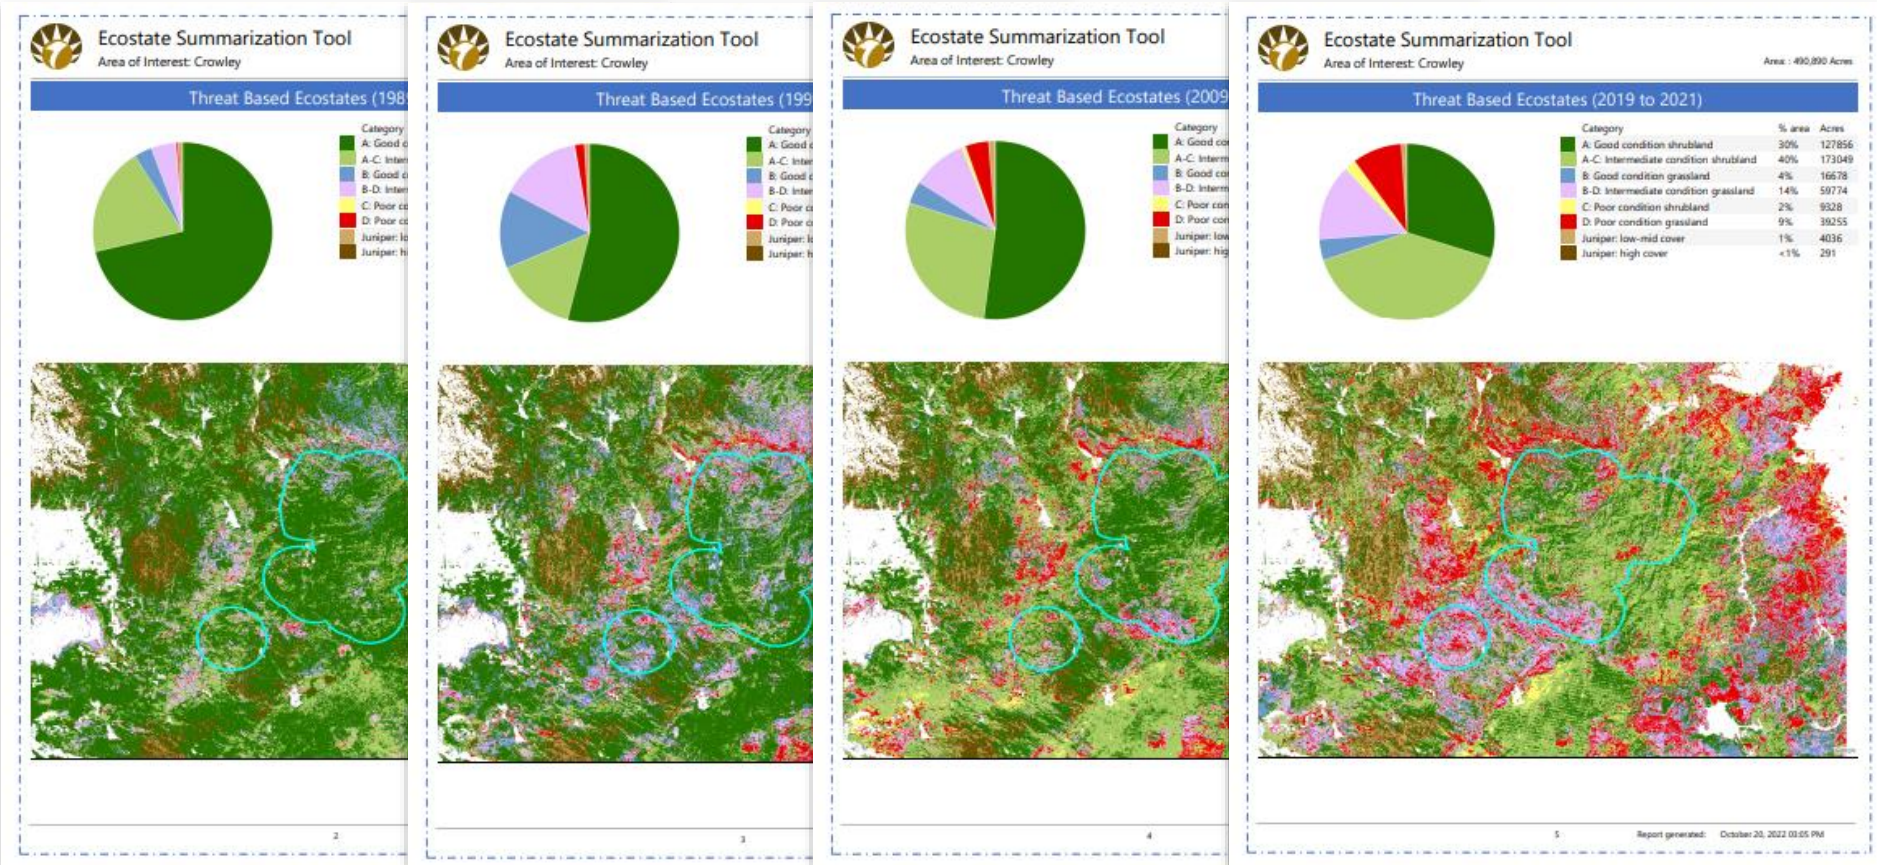 Ecostate Summarization Tool
Area of Interest: Crowley
Threat Based Ecostates (198
Category
A: Good c
A-C: Inter
B: Good c
B-D: Inter
C: Poor co
D: Poor co
Juniper: lo
Juniper: h
2
Ecostate Summarization Tool
Area of Interest: Crowley
Threat Based Ecostates (199
Category
A: Good c
A-C: Inter
B: Good c
B-D: Inter
C: Poor c
D: Poor c
Juniper: l
Juniper: h
3
Ecostate Summarization Tool
Area of Interest: Crowley
Threat Based Ecostates (2009
Category
A: Good co
A-C: Interm
B: Good co
B-D: Interm
C: Poor con
D: Poor con
Juniper: low
Juniper: hig
4
Ecostate Summarization Tool
Area of Interest: Crowley
Area: : 490,890 Acres
Threat Based Ecostates (2019 to 2021)
Category % area Acres
A: Good condition shrubland 30% 127856
A-C: Intermediate condition shrubland 40% 173049
B: Good condition grassland 4% 16678
B-D: Intermediate condition grassland 14% 59774
C: Poor condition shrubland 2% 9328
D: Poor condition grassland 9% 39255
Juniper: low-mid cover 1% 4036
Juniper: high cover <1% 291
5 Report generated: October 20, 2022 03:05 PM